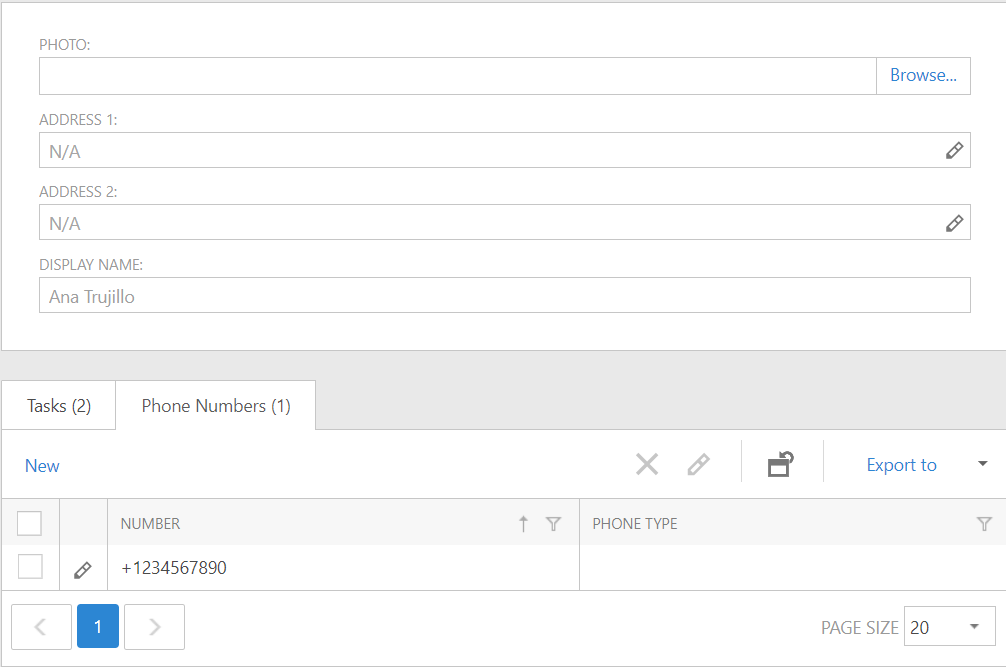 PHOTO:
Browse...
ADDRESS 1:
N/A
ADDRESS 2:
N/A
DISPLAY NAME:
Ana Trujillo
Tasks (2) Phone Numbers (1)
New Export to
NUMBER PHONE TYPE
+1234567890
1 PAGE SIZE 20